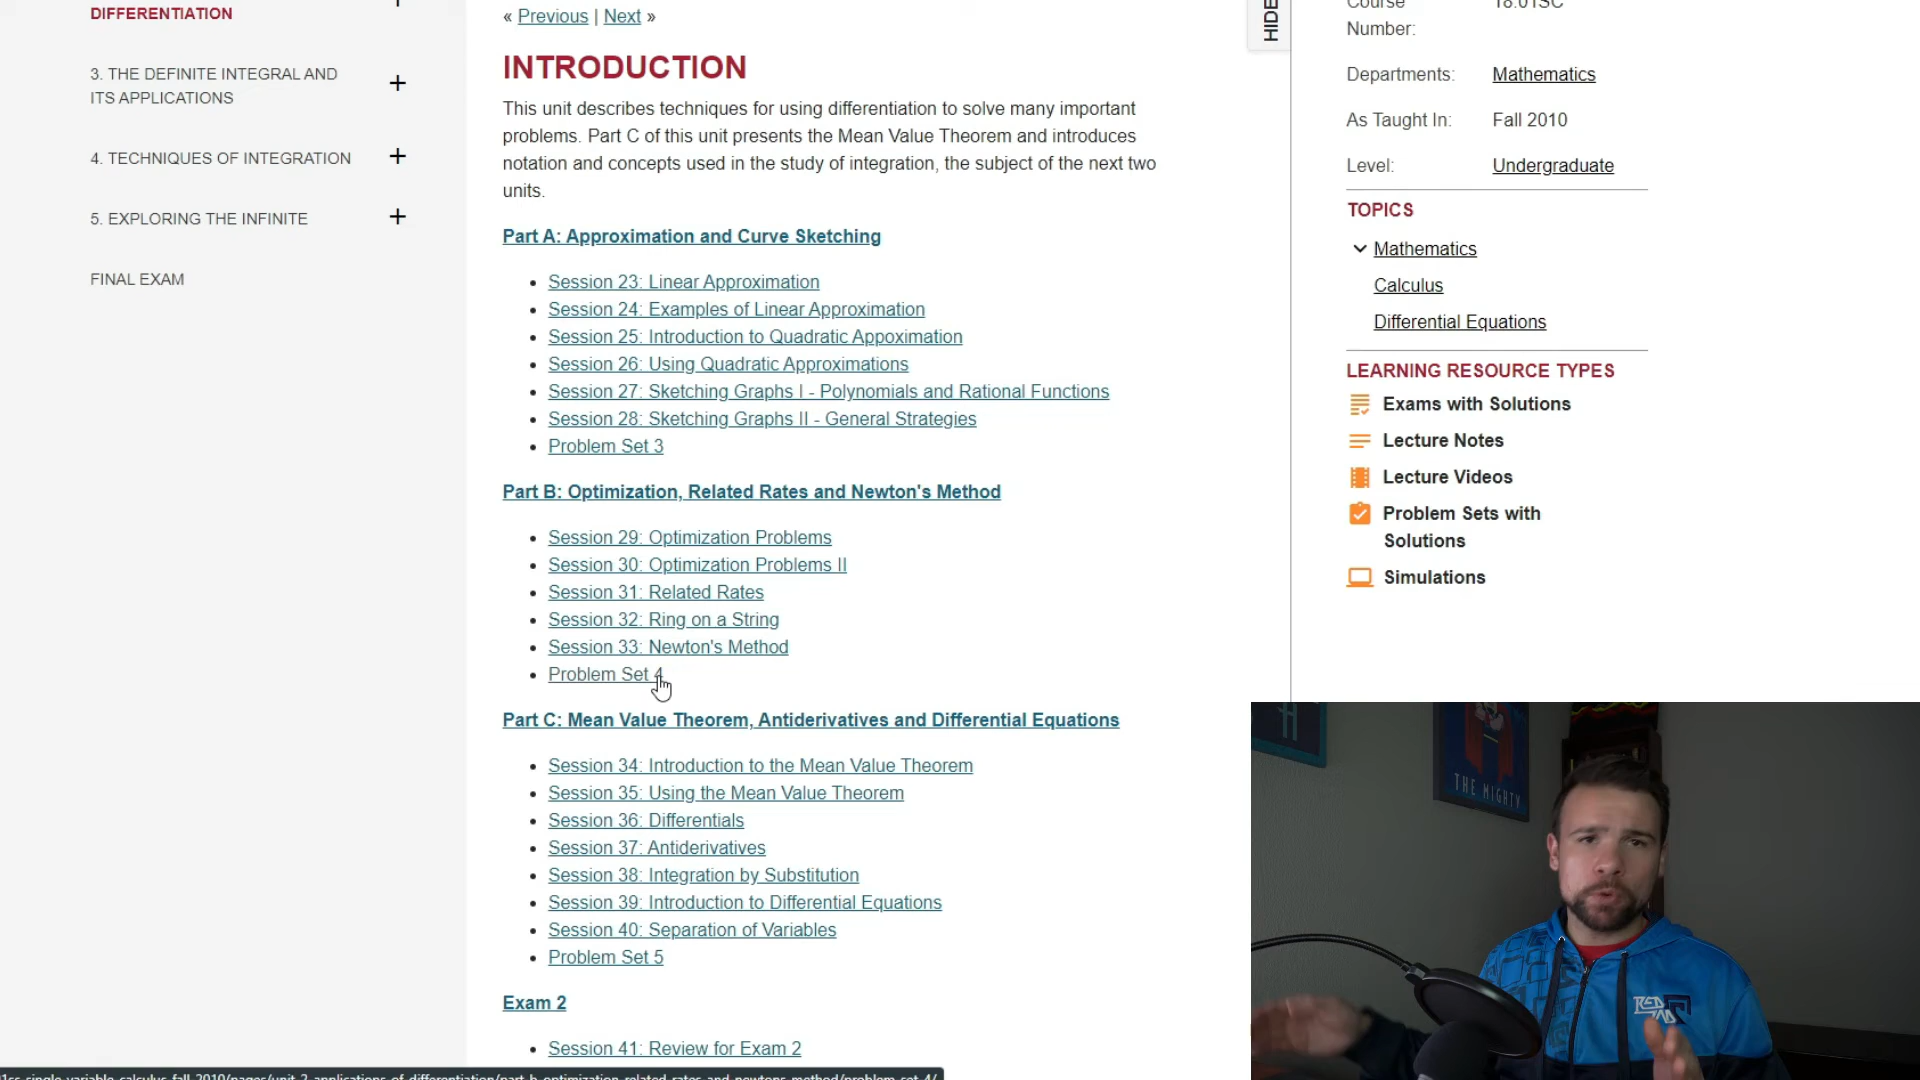 DIFFERENTIATION
3. THE DEFINITE INTEGRAL AND
ITS APPLICATIONS
4. TECHNIQUES OF INTEGRATION
5. EXPLORING THE INFINITE
FINAL EXAM
« Previous | Next »
INTRODUCTION
This unit describes techniques for using differentiation to solve many important
problems. Part C of this unit presents the Mean Value Theorem and introduces
notation and concepts used in the study of integration, the subject of the next two
units.
Part A: Approximation and Curve Sketching
• Session 23: Linear Approximation
• Session 24: Examples of Linear Approximation
• Session 25: Introduction to Quadratic Appoximation
• Session 26: Using Quadratic Approximations
• Session 27: Sketching Graphs I - Polynomials and Rational Functions
• Session 28: Sketching Graphs II - General Strategies
• Problem Set 3
Part B: Optimization, Related Rates and Newton's Method
• Session 29: Optimization Problems
• Session 30: Optimization Problems II
• Session 31: Related Rates
• Session 32: Ring on a String
• Session 33: Newton's Method
• Problem Set 4
Part C: Mean Value Theorem, Antiderivatives and Differential Equations
• Session 34: Introduction to the Mean Value Theorem
• Session 35: Using the Mean Value Theorem
• Session 36: Differentials
• Session 37: Antiderivatives
• Session 38: Integration by Substitution
• Session 39: Introduction to Differential Equations
• Session 40: Separation of Variables
• Problem Set 5
Exam 2
• Session 41: Review for Exam 2
HIDE
Course 18.01SC
Number:
Departments: Mathematics
As Taught In: Fall 2010
Level: Undergraduate
TOPICS
Mathematics
Calculus
Differential Equations
LEARNING RESOURCE TYPES
Exams with Solutions
Lecture Notes
Lecture Videos
Problem Sets with
Solutions
Simulations
THE MIGHTY